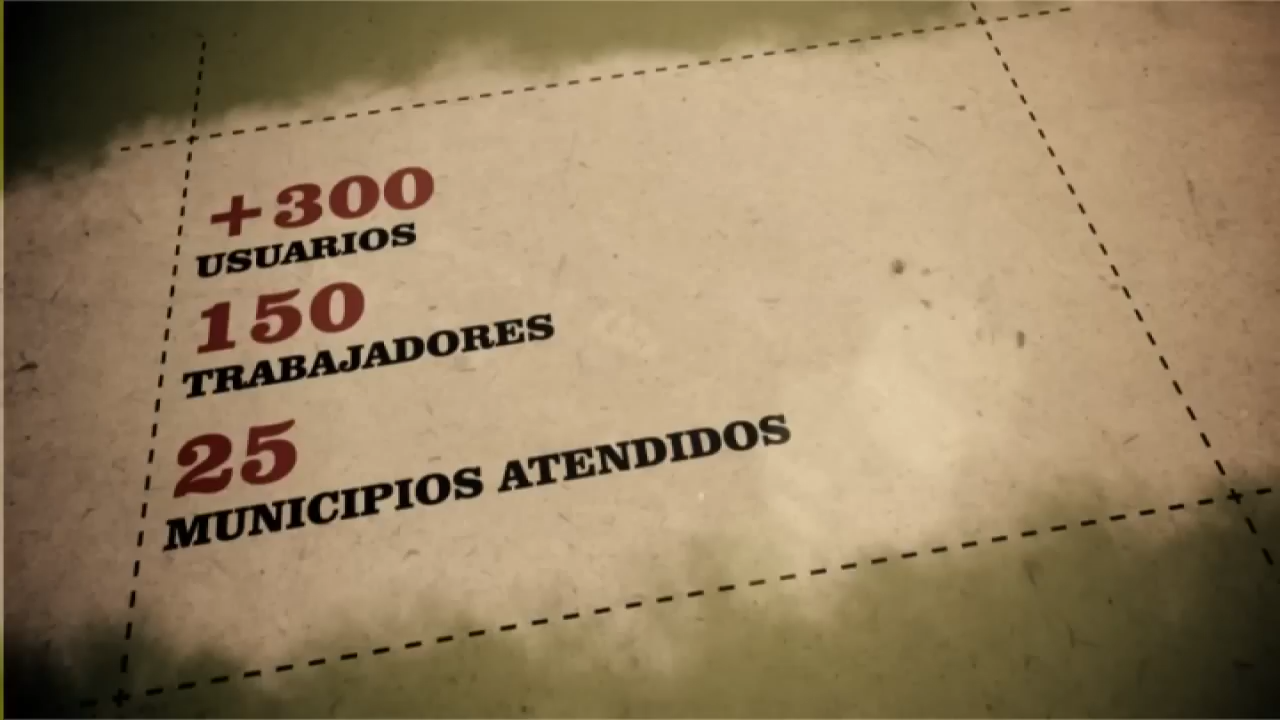 +300
USUARIOS
150
TRABAJADORES
25
MUNICIPIOS ATENDIDOS